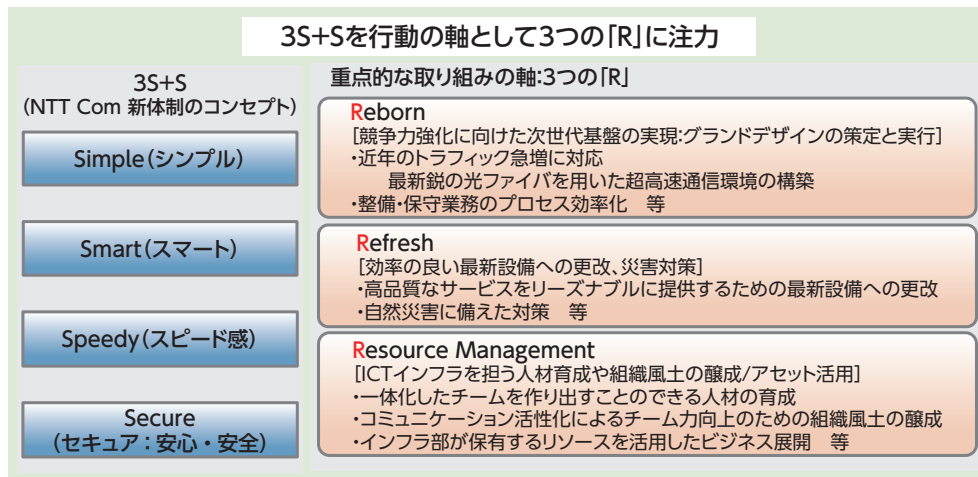 3S+Sを行動の軸として3つの「R」に注力
3S+S
(NTT Com 新体制のコンセプト)
Simple(シンプル)
Smart(スマート)
Speedy(スピード感)
Secure
(セキュア:安心・安全)
重点的な取り組みの軸:3つの「R」
Reborn
[競争力強化に向けた次世代基盤の実現:グランドデザインの策定と実行]
・近年のトラフィック急増に対応
最新鋭の光ファイバを用いた超高速通信環境の構築
・整備・保守業務のプロセス効率化 等
Refresh
[効率の良い最新設備への更改、災害対策]
・高品質なサービスをリーズナブルに提供するための最新設備への更改
・自然災害に備えた対策 等
Resource Management
[ICTインフラを担う人材育成や組織風土の醸成/アセット活用]
・一体化したチームを作り出すことのできる人材の育成
・コミュニケーション活性化によるチーム力向上のための組織風土の醸成
・インフラ部が保有するリソースを活用したビジネス展開 等